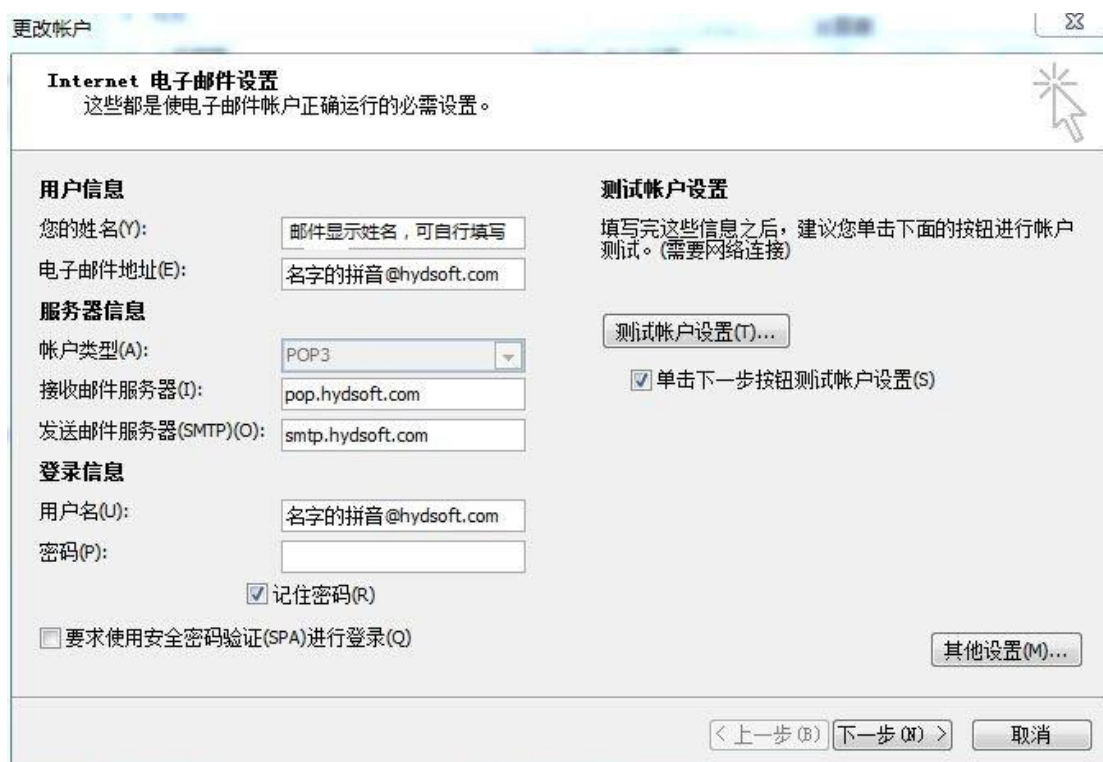 更改帐户
Internet 电子邮件设置
这些都是使电子邮件帐户正确运行的必需设置。
用户信息
您的姓名(Y):
邮件显示姓名，可自行填写
电子邮件地址(E):
名字的拼音@hydsoft.com
服务器信息
帐户类型(A):
POP3
接收邮件服务器(I):
pop.hydsoft.com
发送邮件服务器(SMTP)(O):
smtp.hydsoft.com
登录信息
用户名(U):
名字的拼音@hydsoft.com
密码(P):
记住密码(R)
要求使用安全密码验证(SPA)进行登录(Q)
测试帐户设置
填写完这些信息之后，建议您单击下面的按钮进行帐户
测试。(需要网络连接)
测试帐户设置(T)...
单击下一步按钮测试帐户设置(S)
其他设置(M)...
< 上一步(B)
下一步(N) >
取消